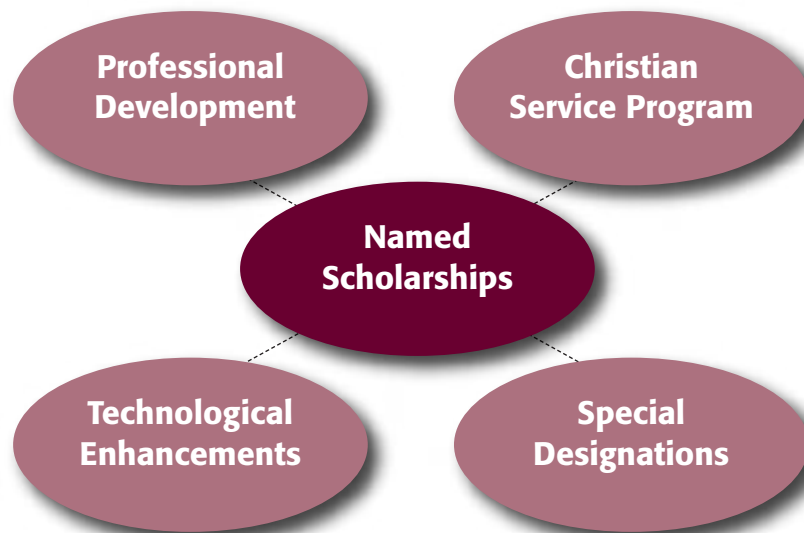 Professional
Development
Christian
Service Program
Named
Scholarships
Technological
Enhancements
Special
Designations